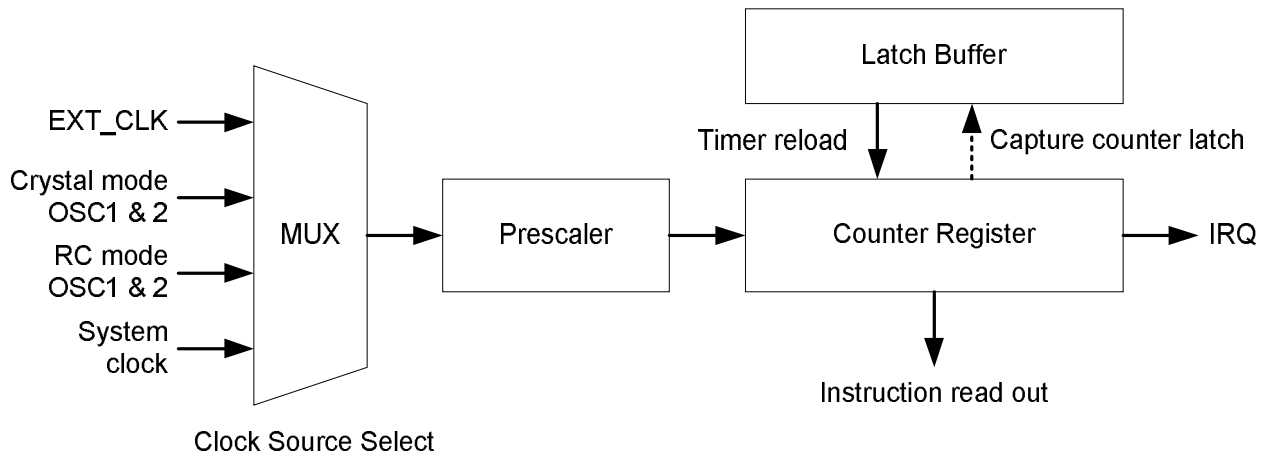 Latch Buffer
EXT_CLK
Timer reload
Capture counter latch
Crystal mode
OSC1 & 2
MUX
Prescaler
Counter Register
IRQ
RC mode
OSC1 & 2
System
clock
Instruction read out
Clock Source Select